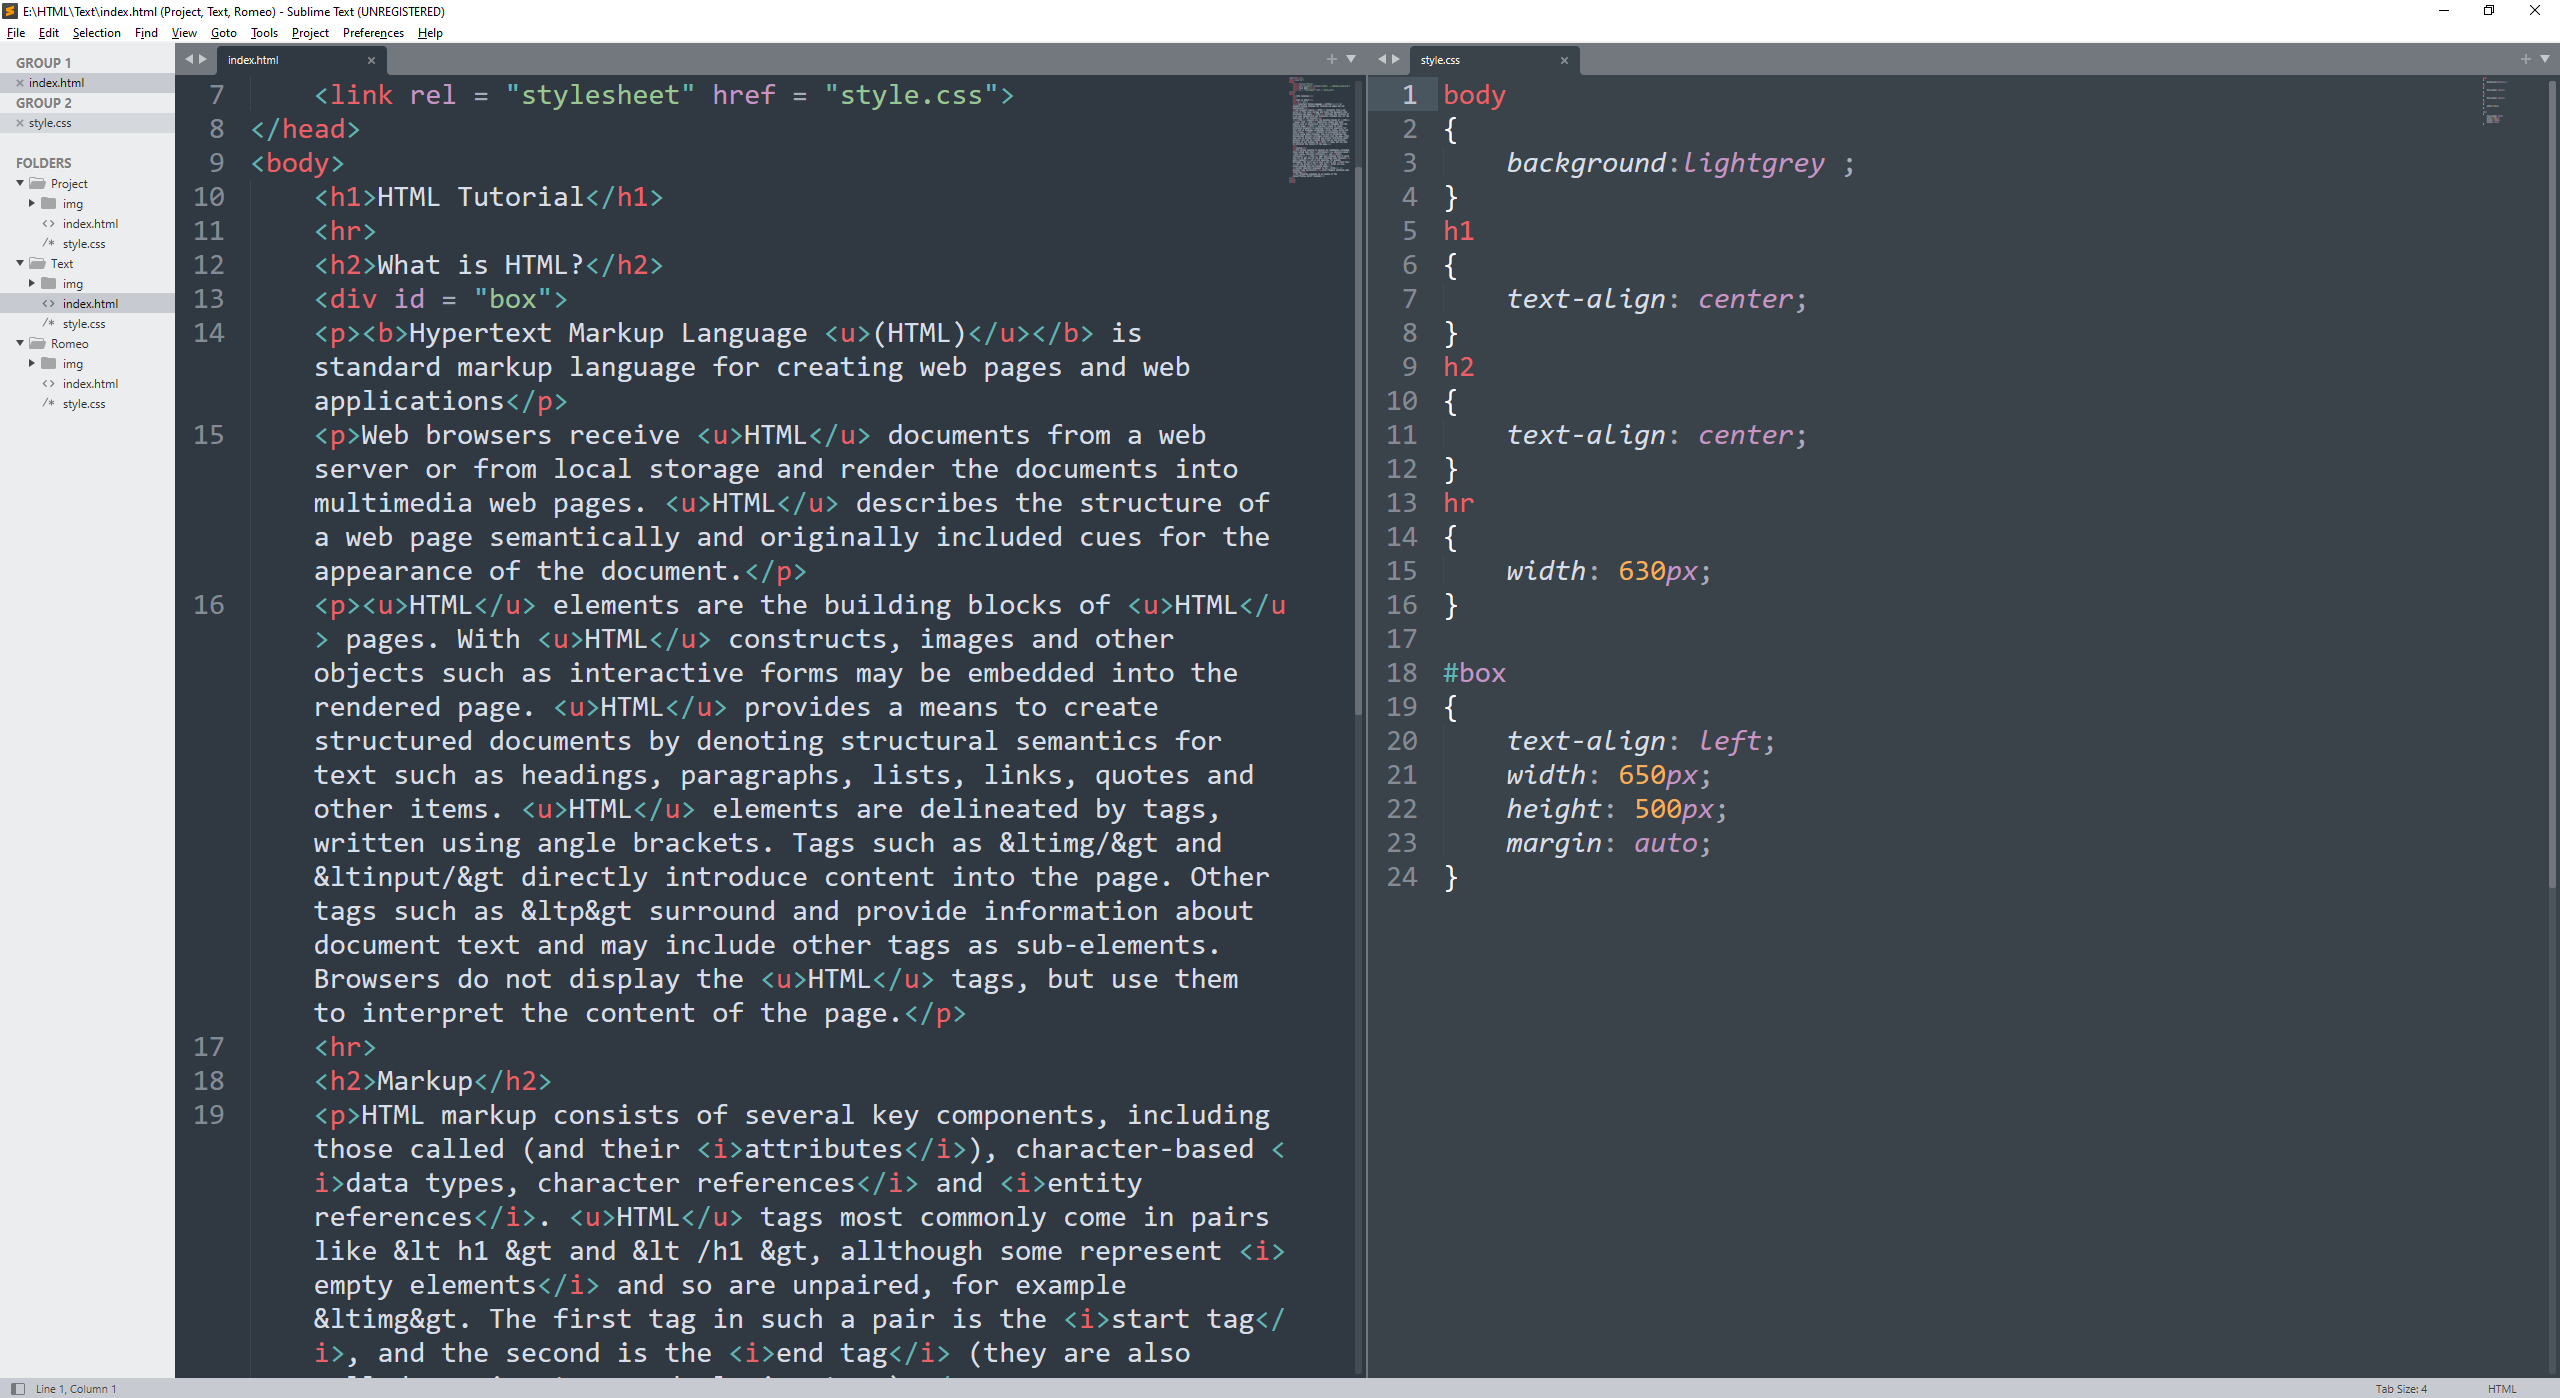 E:\HTML\Text\index.html (Project, Text, Romeo) - Sublime Text (UNREGISTERED)
File Edit Selection Find View Goto Tools Project Preferences Help
GROUP 1
index.html
GROUP 2
style.css
FOLDERS
Project
img
index.html
style.css
Text
img
index.html
style.css
Romeo
img
index.html
style.css
index.html
7 <link rel = "stylesheet" href = "style.css">
8 </head>
9 <body>
10 <h1>HTML Tutorial</h1>
11 <hr>
12 <h2>What is HTML?</h2>
13 <div id = "box">
14 <p><b>Hypertext Markup Language <u>(HTML)</u></b> is
standard markup language for creating web pages and web
applications</p>
15 <p>Web browsers receive <u>HTML</u> documents from a web
server or from local storage and render the documents into
multimedia web pages. <u>HTML</u> describes the structure of
a web page semantically and originally included cues for the
appearance of the document.</p>
16 <p><u>HTML</u> elements are the building blocks of <u>HTML</u
> pages. With <u>HTML</u> constructs, images and other
objects such as interactive forms may be embedded into the
rendered page. <u>HTML</u> provides a means to create
structured documents by denoting structural semantics for
text such as headings, paragraphs, lists, links, quotes and
other items. <u>HTML</u> elements are delineated by tags,
written using angle brackets. Tags such as &ltimg/&gt and
&ltinput/&gt directly introduce content into the page. Other
tags such as &ltp&gt surround and provide information about
document text and may include other tags as sub-elements.
Browsers do not display the <u>HTML</u> tags, but use them
to interpret the content of the page.</p>
17 <hr>
18 <h2>Markup</h2>
19 <p>HTML markup consists of several key components, including
those called (and their <i>attributes</i>), character-based <
i>data types, character references</i> and <i>entity
references</i>. <u>HTML</u> tags most commonly come in pairs
like &lt h1 &gt and &lt /h1 &gt, allthough some represent <i>
empty elements</i> and so are unpaired, for example
&ltimg&gt. The first tag in such a pair is the <i>start tag</
i>, and the second is the <i>end tag</i> (they are also
style.css
1 body
2 {
3 background:lightgrey ;
4 }
5 h1
6 {
7 text-align: center;
8 }
9 h2
10 {
11 text-align: center;
12 }
13 hr
14 {
15 width: 630px;
16 }
17
18 #box
19 {
20 text-align: left;
21 width: 650px;
22 height: 500px;
23 margin: auto;
24 }
Line 1, Column 1
Tab Size: 4
HTML